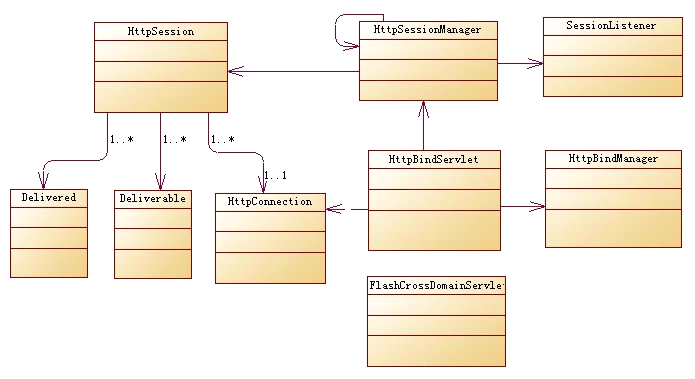 HttpSession
HttpSessionManager
SessionListener
1..*
1..*
1..*
HttpBindServlet
HttpBindManager
1..1
Delivered
Deliverable
HttpConnection
FlashCrossDomainServle